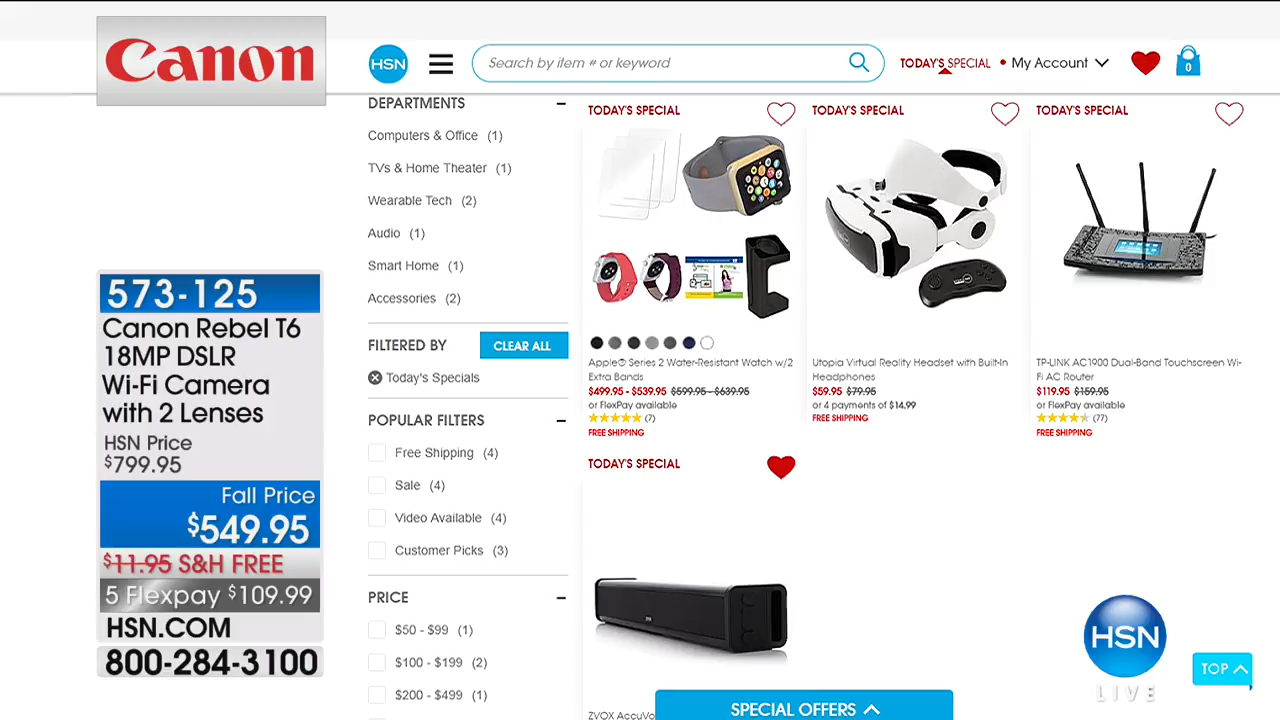 Canon
HSN
Search by item # or keyword
TODAY'S SPECIAL
My Account
0
573-125
Canon Rebel T6
18MP DSLR
Wi-Fi Camera
with 2 Lenses
HSN Price
$799.95
Fall Price
$549.95
$11.95 S&H FREE
5 Flexpay $109.99
HSN.COM
800-284-3100
DEPARTMENTS
Computers & Office (1)
TVs & Home Theater (1)
Wearable Tech (2)
Audio (1)
Smart Home (1)
Accessories (2)
FILTERED BY
CLEAR ALL
Today's Specials
POPULAR FILTERS
Free Shipping (4)
Sale (4)
Video Available (4)
Customer Picks (3)
PRICE
$50 - $99 (1)
$100 - $199 (2)
$200 - $499 (1)
TODAY'S SPECIAL
Apple® Series 2 Water-Resistant Watch w/2
Extra Bands
$499.95 - $539.95 $599.95 - $639.95
or FlexPay available
(7)
FREE SHIPPING
TODAY'S SPECIAL
Utopia Virtual Reality Headset with Built-In
Headphones
$59.95 $79.95
or 4 payments of $14.99
FREE SHIPPING
TODAY'S SPECIAL
TP-LINK AC1900 Dual-Band Touchscreen Wi-
Fi AC Router
$119.95 $159.95
or FlexPay available
(77)
FREE SHIPPING
TODAY'S SPECIAL
ZVOX AccuVo
SPECIAL OFFERS
HSN
LIVE
TOP